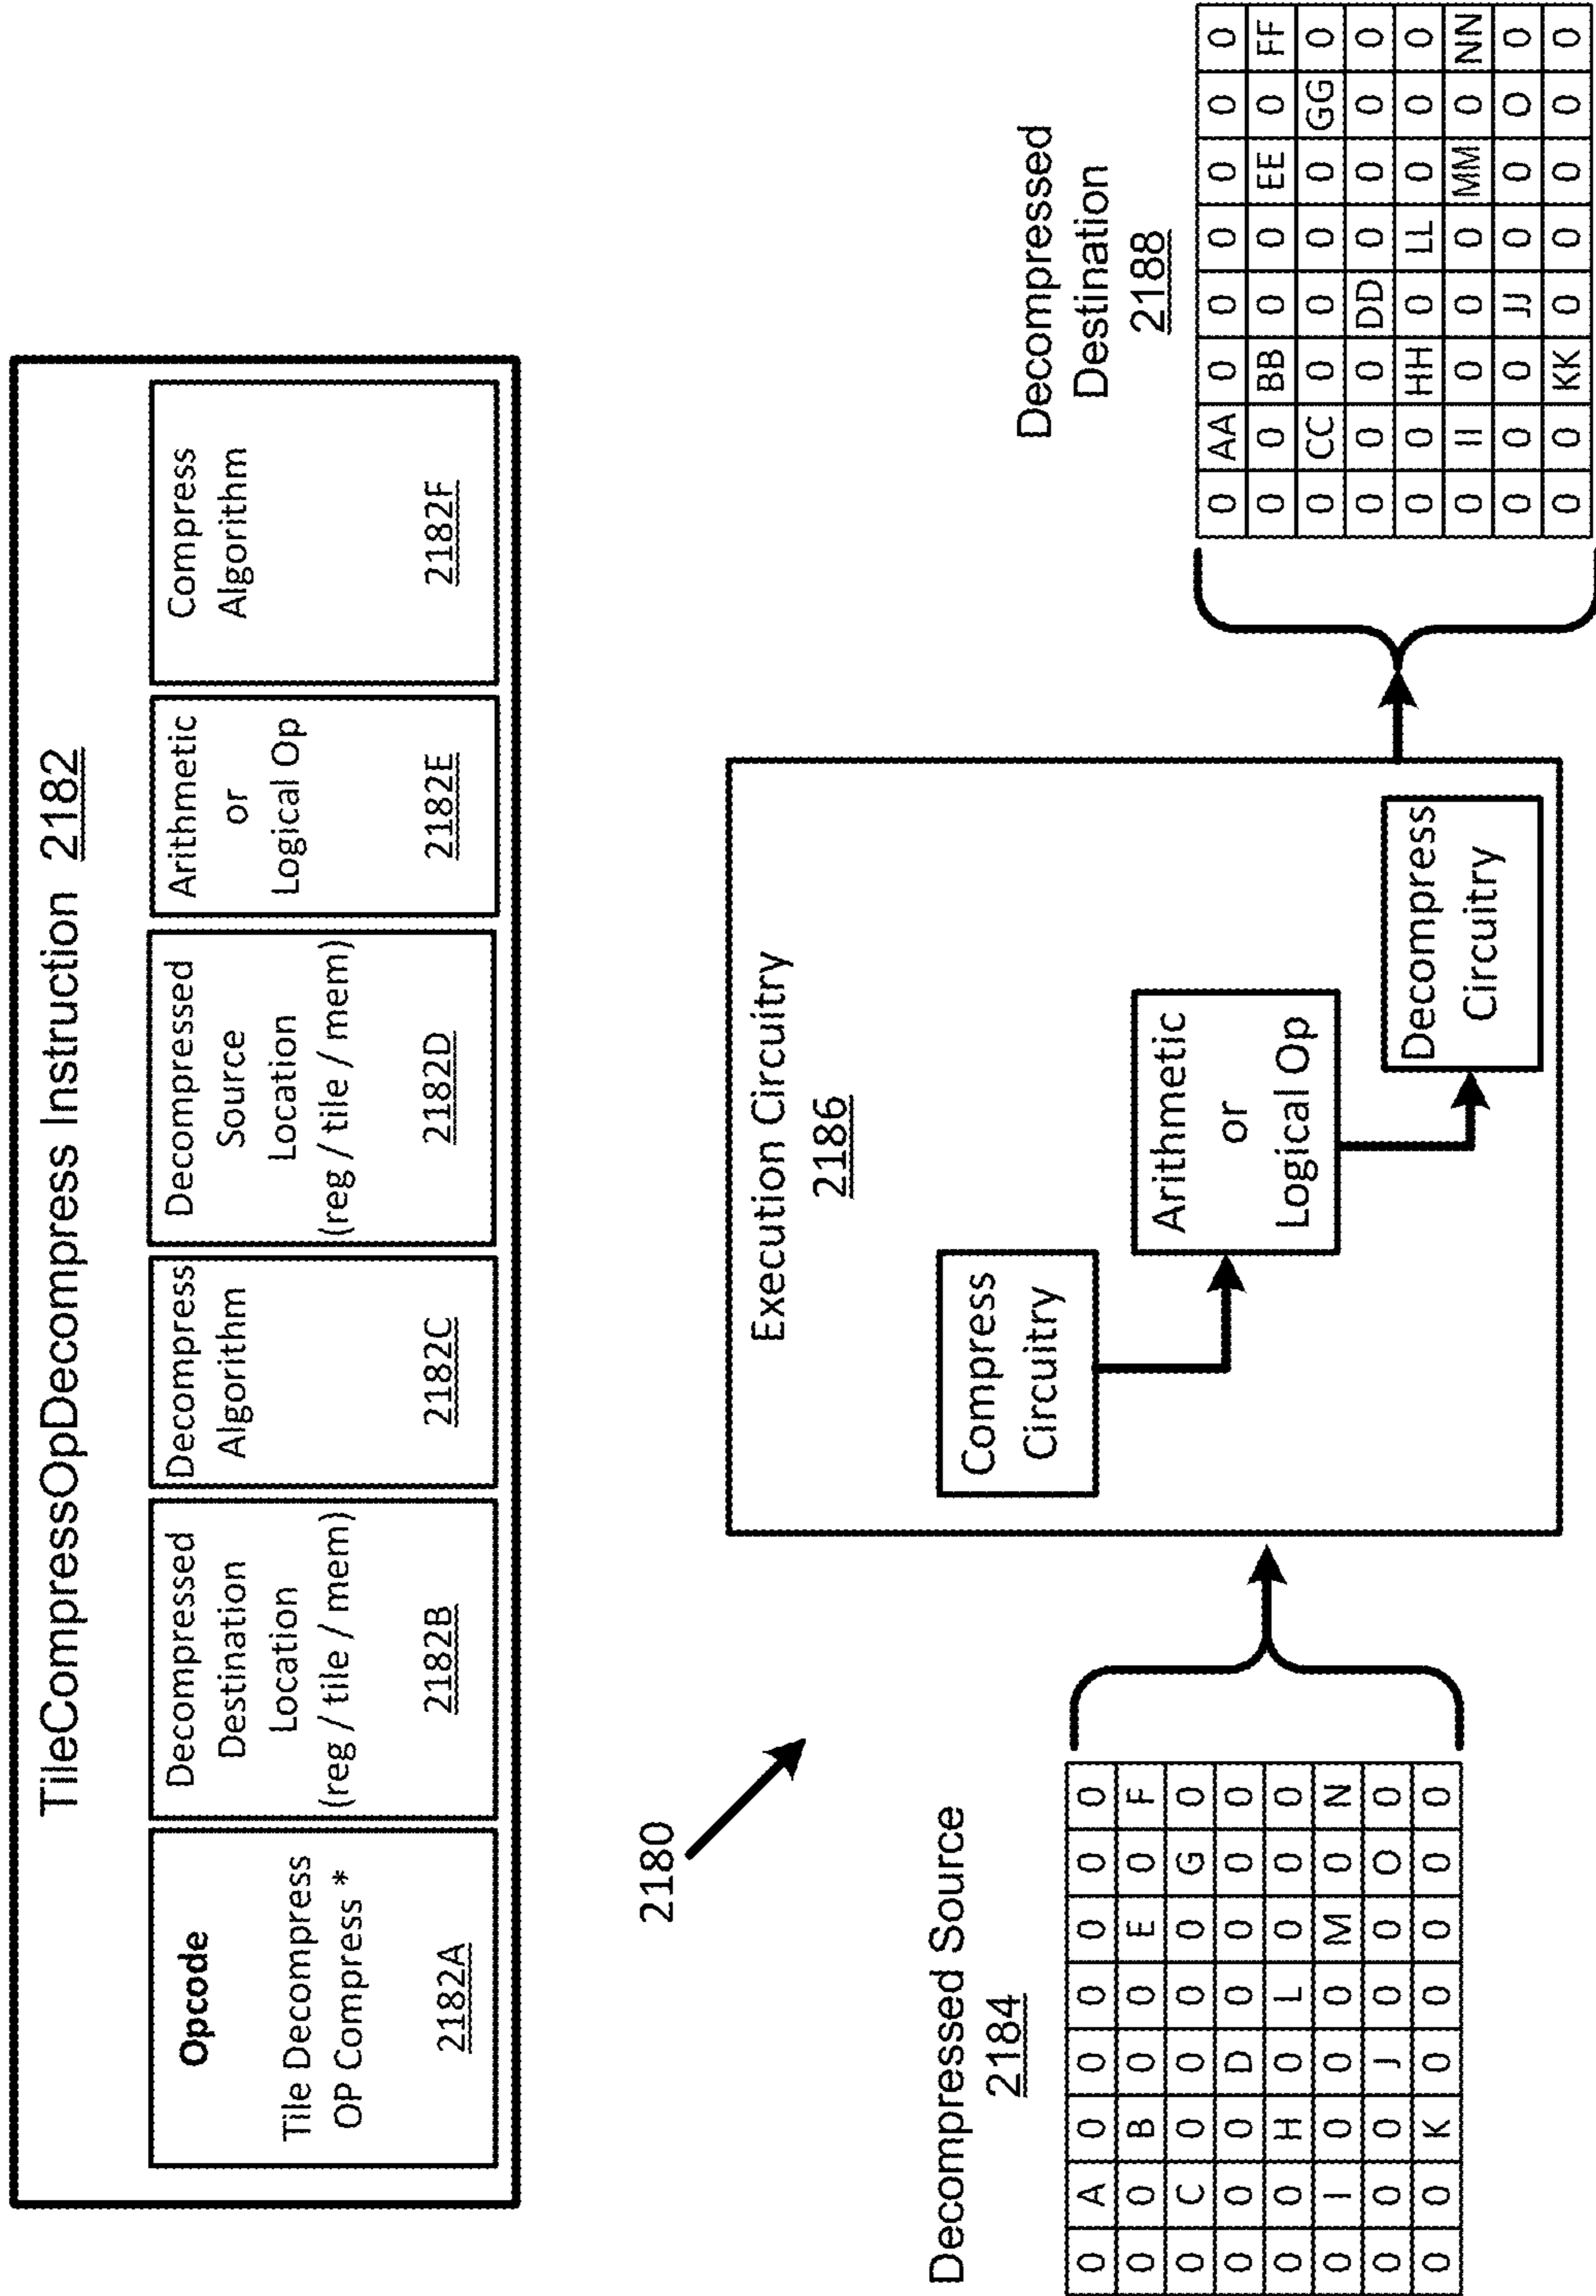 TileCompressOpDecompress Instruction 2182
Opcode
Tile Decompress
OP Compress *
2182A
Decompressed
Destination
Location
(reg / tile / mem)
2182B
Decompress
Algorithm
2182C
Decompressed
Source
Location
(reg / tile / mem)
2182D
Arithmetic
or
Logical Op
2182E
Compress
Algorithm
2182F
2180
Decompressed Source
2184
0 A 0 0 0 0 0 0
0 0 B 0 0 E 0 F
0 C 0 0 0 0 G 0
0 0 0 D 0 0 0 0
0 0 H 0 L 0 0 0
0 I 0 0 0 M 0 N
0 0 0 J 0 0 O 0
0 0 K 0 0 0 0 0
Execution Circuitry
2186
Compress
Circuitry
Arithmetic
or
Logical Op
Decompress
Circuitry
Decompressed
Destination
2188
0 AA 0 0 0 0 0 0
0 0 BB 0 0 EE 0 FF
0 CC 0 0 0 0 GG 0
0 0 0 DD 0 0 0 0
0 0 HH 0 LL 0 0 0
0 II 0 0 0 MM 0 NN
0 0 0 JJ 0 0 O 0
0 0 KK 0 0 0 0 0